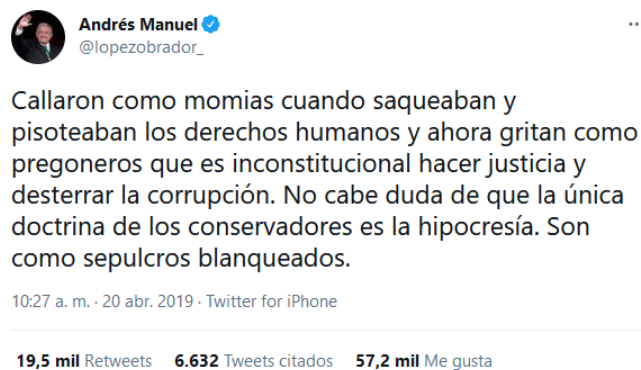 Andrés Manuel
@lopezobrador_
Callaron como momias cuando saqueaban y
pisoteaban los derechos humanos y ahora gritan como
pregoneros que es inconstitucional hacer justicia y
desterrar la corrupción. No cabe duda de que la única
doctrina de los conservadores es la hipocresía. Son
como sepulcros blanqueados.
10:27 a. m. · 20 abr. 2019 · Twitter for iPhone
19,5 mil Retweets 6.632 Tweets citados 57,2 mil Me gusta